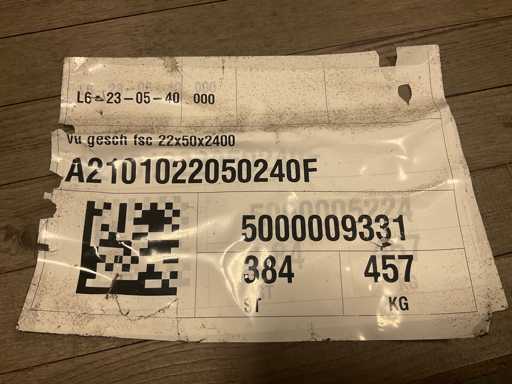 L6-23-05-40 000
vu gesch fsc 22x50x2400
A2101022050240F
5000009331
384 457
ST KG